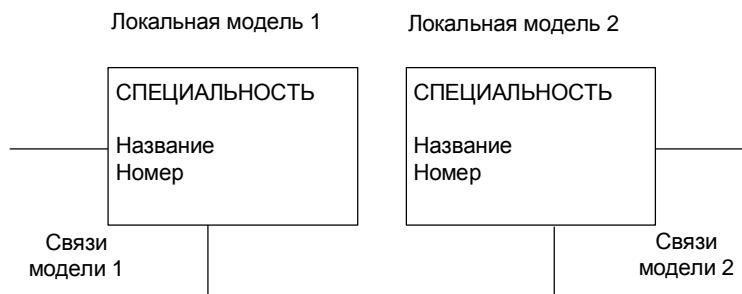 Локальная модель 1
Локальная модель 2
СПЕЦИАЛЬНОСТЬ
Название
Номер
СПЕЦИАЛЬНОСТЬ
Название
Номер
Связи
модели 1
Связи
модели 2